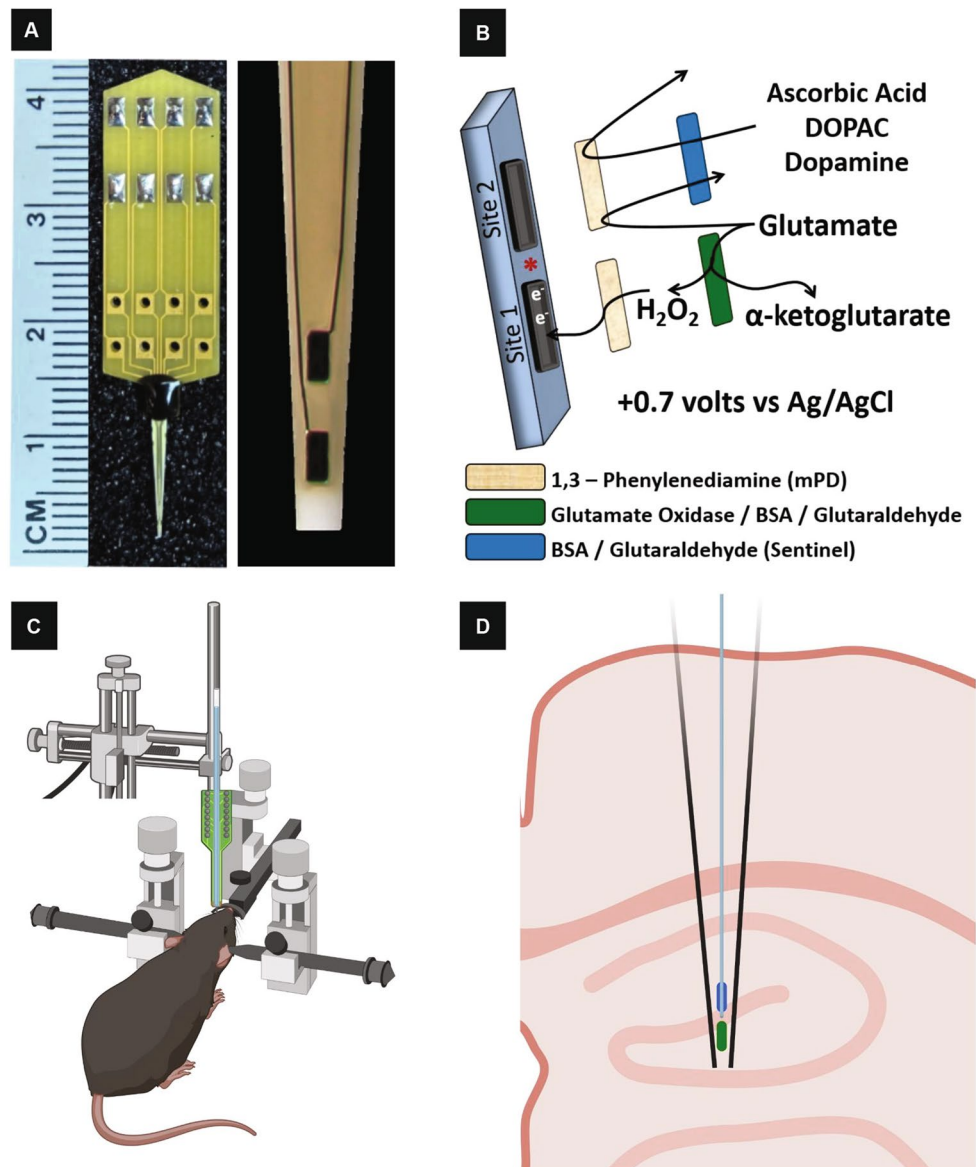 A
4
3
2
1
CM
B
Ascorbic Acid
DOPAC
Dopamine
Site 2
Glutamate
*
e⁻
e⁻
Site 1
H₂O₂
α-ketoglutarate
+0.7 volts vs Ag/AgCl
1,3 – Phenylenediamine (mPD)
Glutamate Oxidase / BSA / Glutaraldehyde
BSA / Glutaraldehyde (Sentinel)
C
D